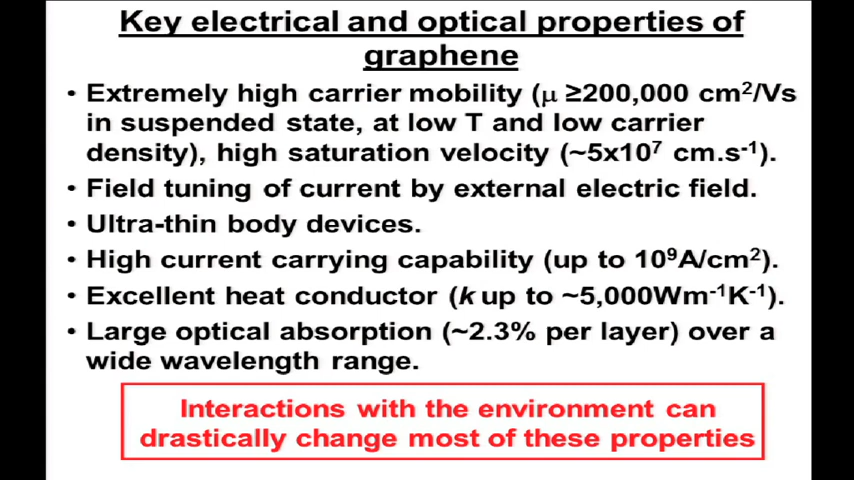 Key electrical and optical properties of
graphene
• Extremely high carrier mobility (μ ≥200,000 cm²/Vs
in suspended state, at low T and low carrier
density), high saturation velocity (~5x10⁷ cm.s⁻¹).
• Field tuning of current by external electric field.
• Ultra-thin body devices.
• High current carrying capability (up to 10⁹A/cm²).
• Excellent heat conductor (k up to ~5,000Wm⁻¹K⁻¹).
• Large optical absorption (~2.3% per layer) over a
wide wavelength range.
Interactions with the environment can
drastically change most of these properties